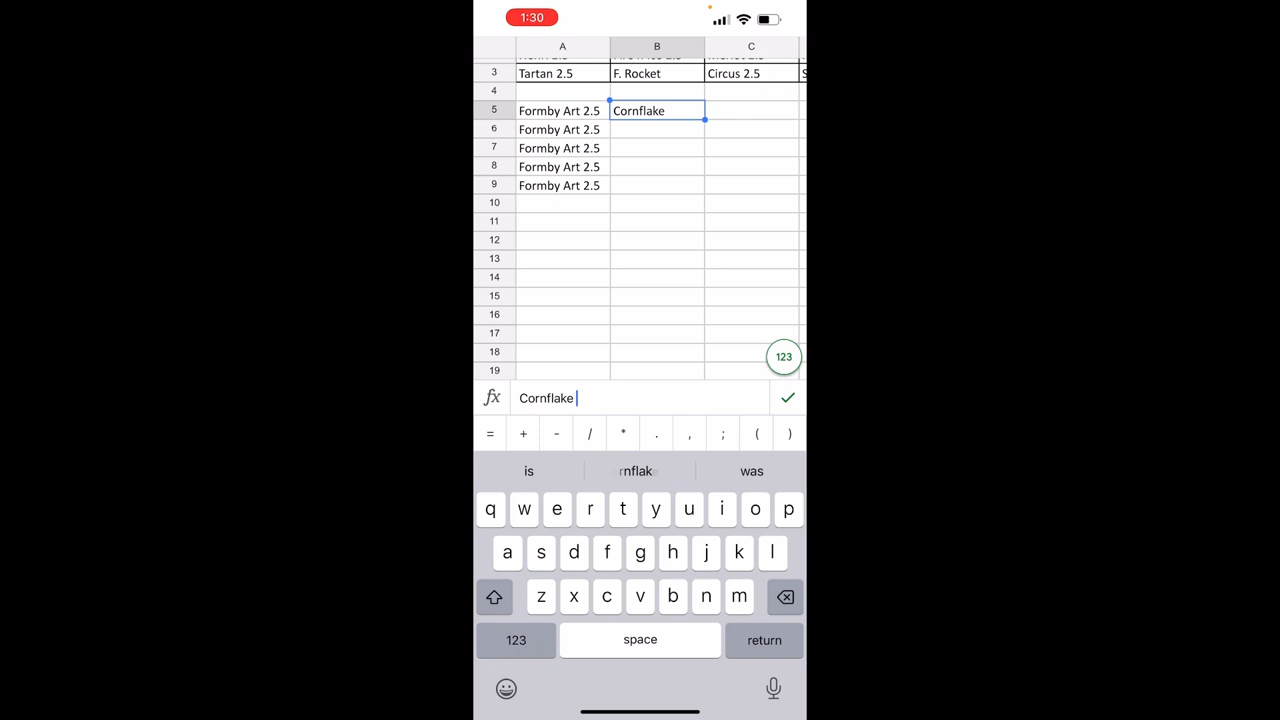 1:30
A B C
3 Tartan 2.5 F. Rocket Circus 2.5
4
5 Formby Art 2.5 Cornflake
6 Formby Art 2.5
7 Formby Art 2.5
8 Formby Art 2.5
9 Formby Art 2.5
10
11
12
13
14
15
16
17
18
19
123
fx Cornflake
= + - / * . , ; ( )
is rnflak was
q w e r t y u i o p
a s d f g h j k l
z x c v b n m
123 space return